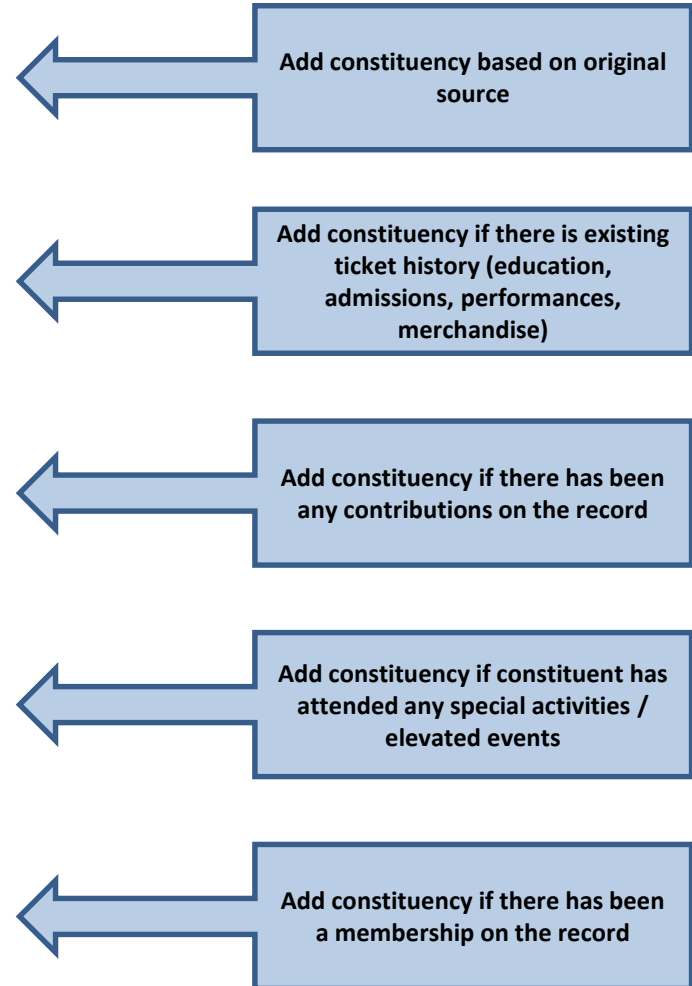 Add constituency based on original
source
Add constituency if there is existing
ticket history (education,
admissions, performances,
merchandise)
Add constituency if there has been
any contributions on the record
Add constituency if constituent has
attended any special activities /
elevated events
Add constituency if there has been
a membership on the record